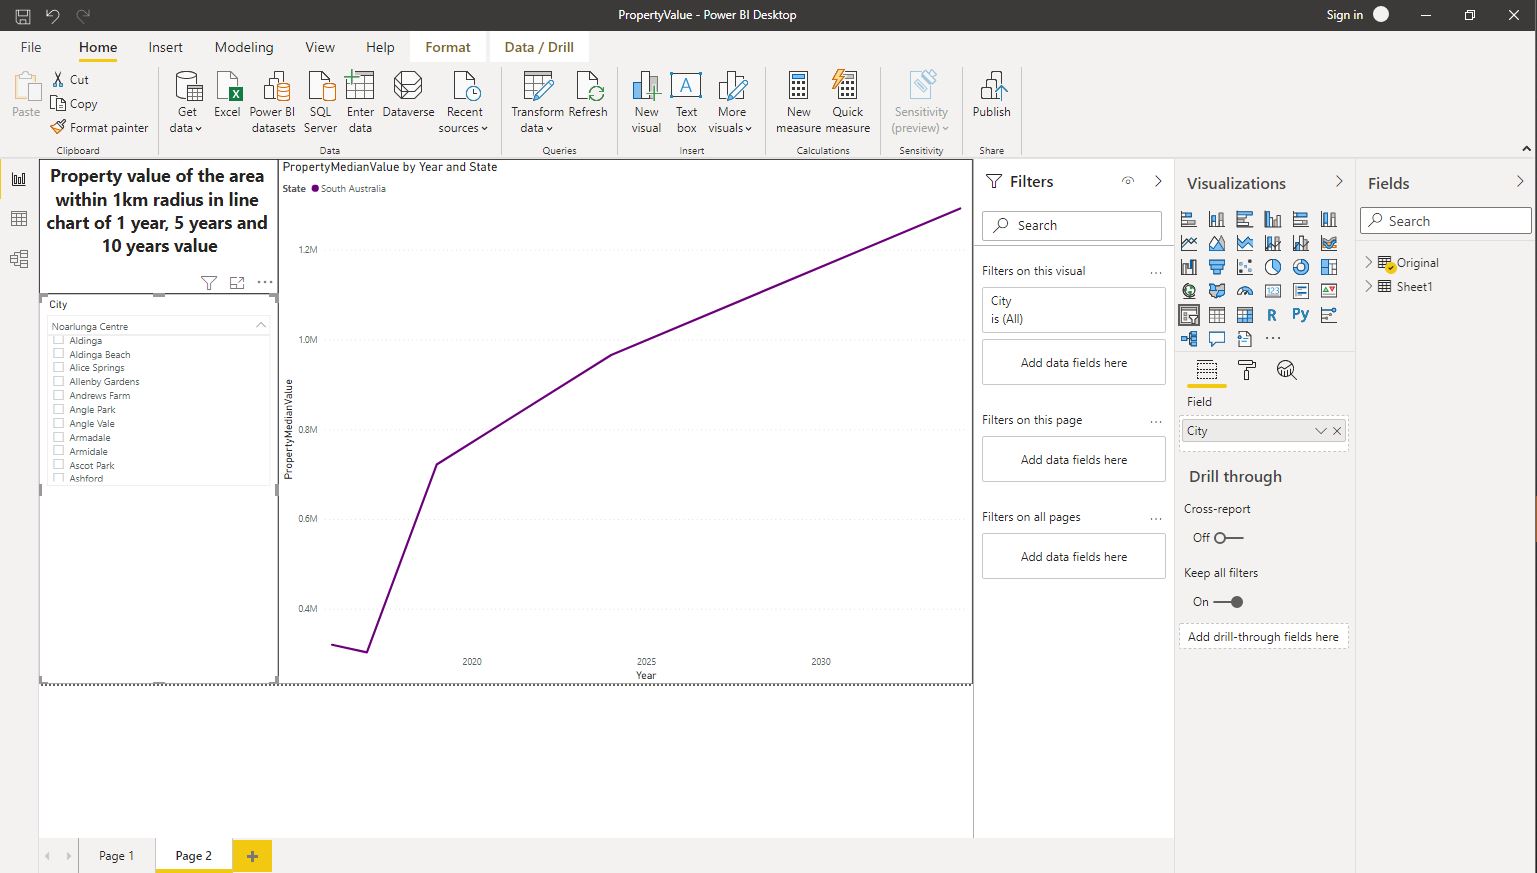 PropertyValue - Power BI Desktop
Sign in
File
Home
Insert
Modeling
View
Help
Format
Data / Drill
Paste
Cut
Copy
Format painter
Clipboard
Get
data
Excel
Power BI
datasets
SQL
Server
Enter
data
Dataverse
Recent
sources
Data
Transform
data
Refresh
Queries
New
visual
Text
box
More
visuals
Insert
New
measure
Quick
measure
Calculations
Sensitivity
(preview)
Sensitivity
Publish
Share
Property value of the area
within 1km radius in line
chart of 1 year, 5 years and
10 years value
City
Noarlunga Centre
Aldinga
Aldinga Beach
Alice Springs
Allenby Gardens
Andrews Farm
Angle Park
Angle Vale
Armadale
Armidale
Ascot Park
Ashford
PropertyMedianValue by Year and State
State
South Australia
PropertyMedianValue
1.2M
1.0M
0.8M
0.6M
0.4M
2020
2025
2030
Year
Filters
Search
Filters on this visual
City
is (All)
Add data fields here
Filters on this page
Add data fields here
Filters on all pages
Add data fields here
Visualizations
123
R
Py
Field
City
Drill through
Cross-report
Off
Keep all filters
On
Add drill-through fields here
Fields
Search
Original
Sheet1
Page 1
Page 2